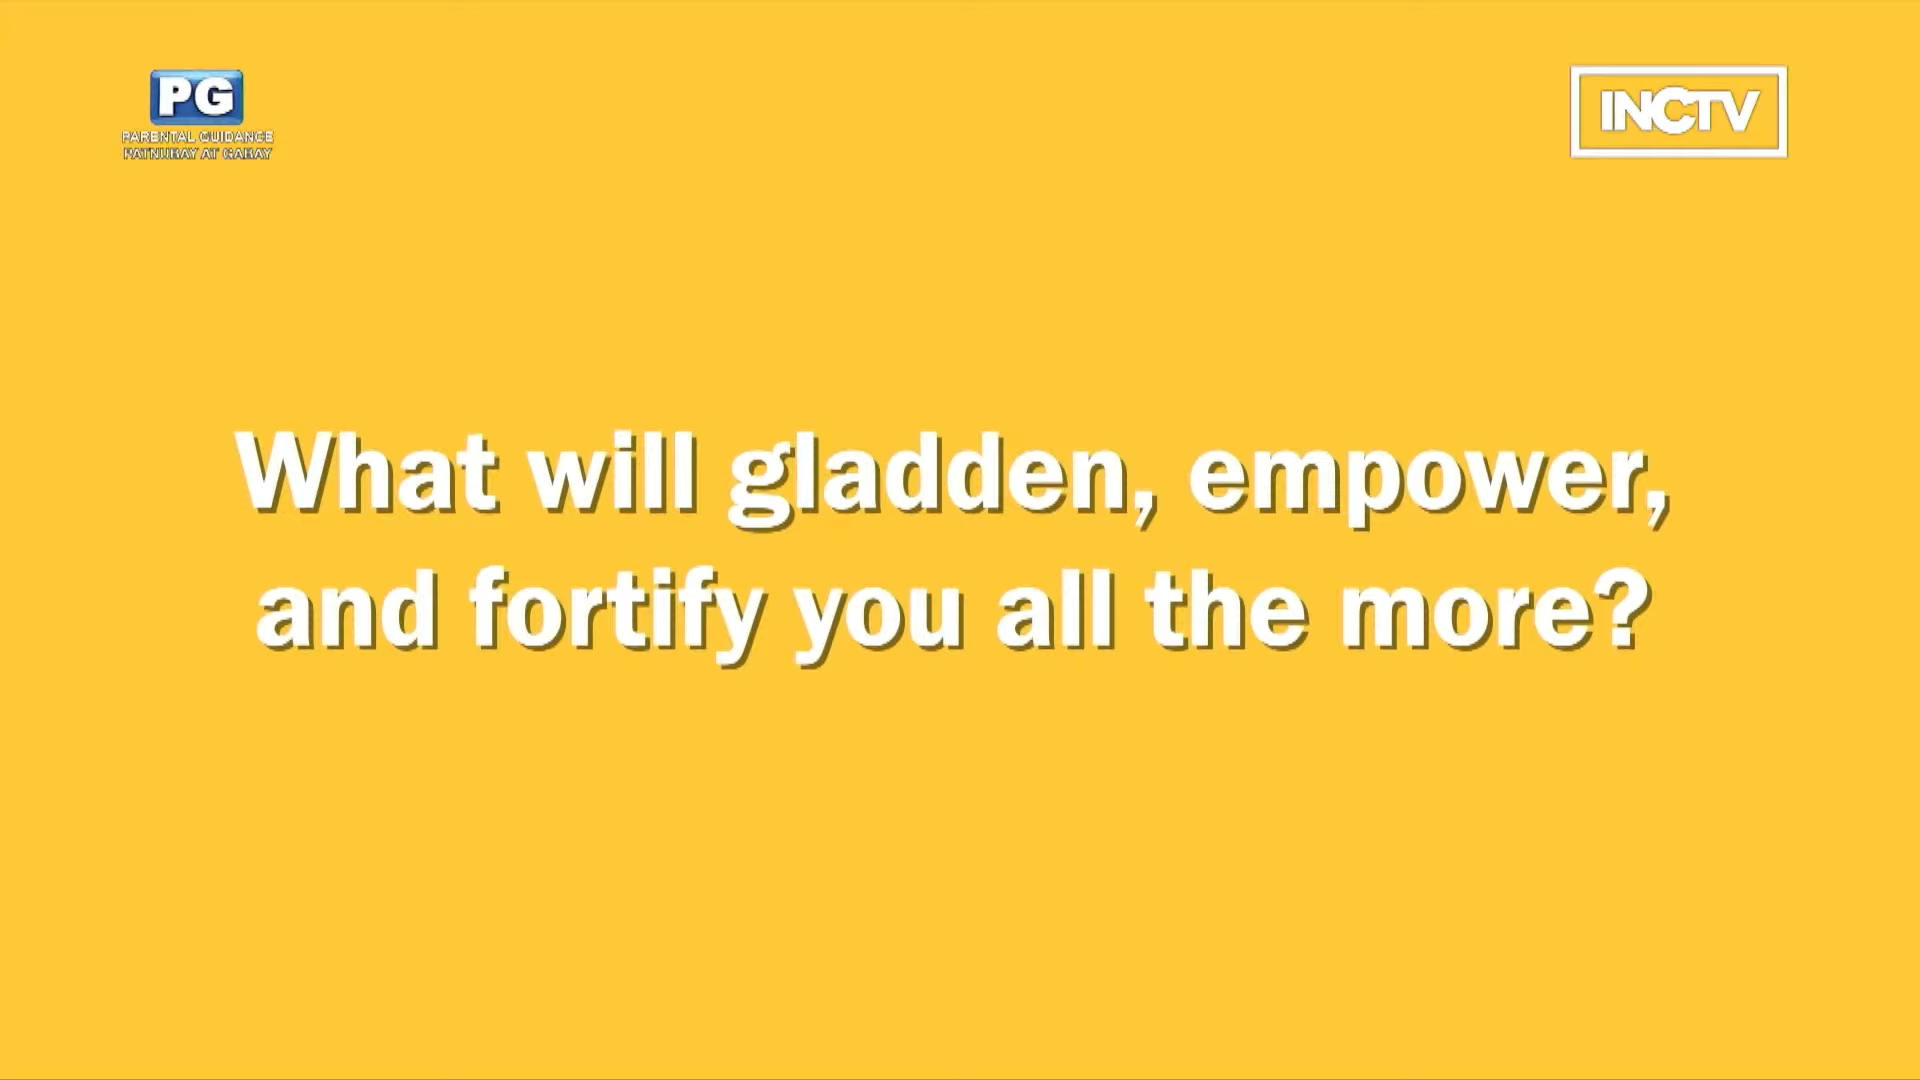 PG
PARENTAL GUIDANCE
PATNUBAY AT GABAY
INCTV
What will gladden, empower,
and fortify you all the more?